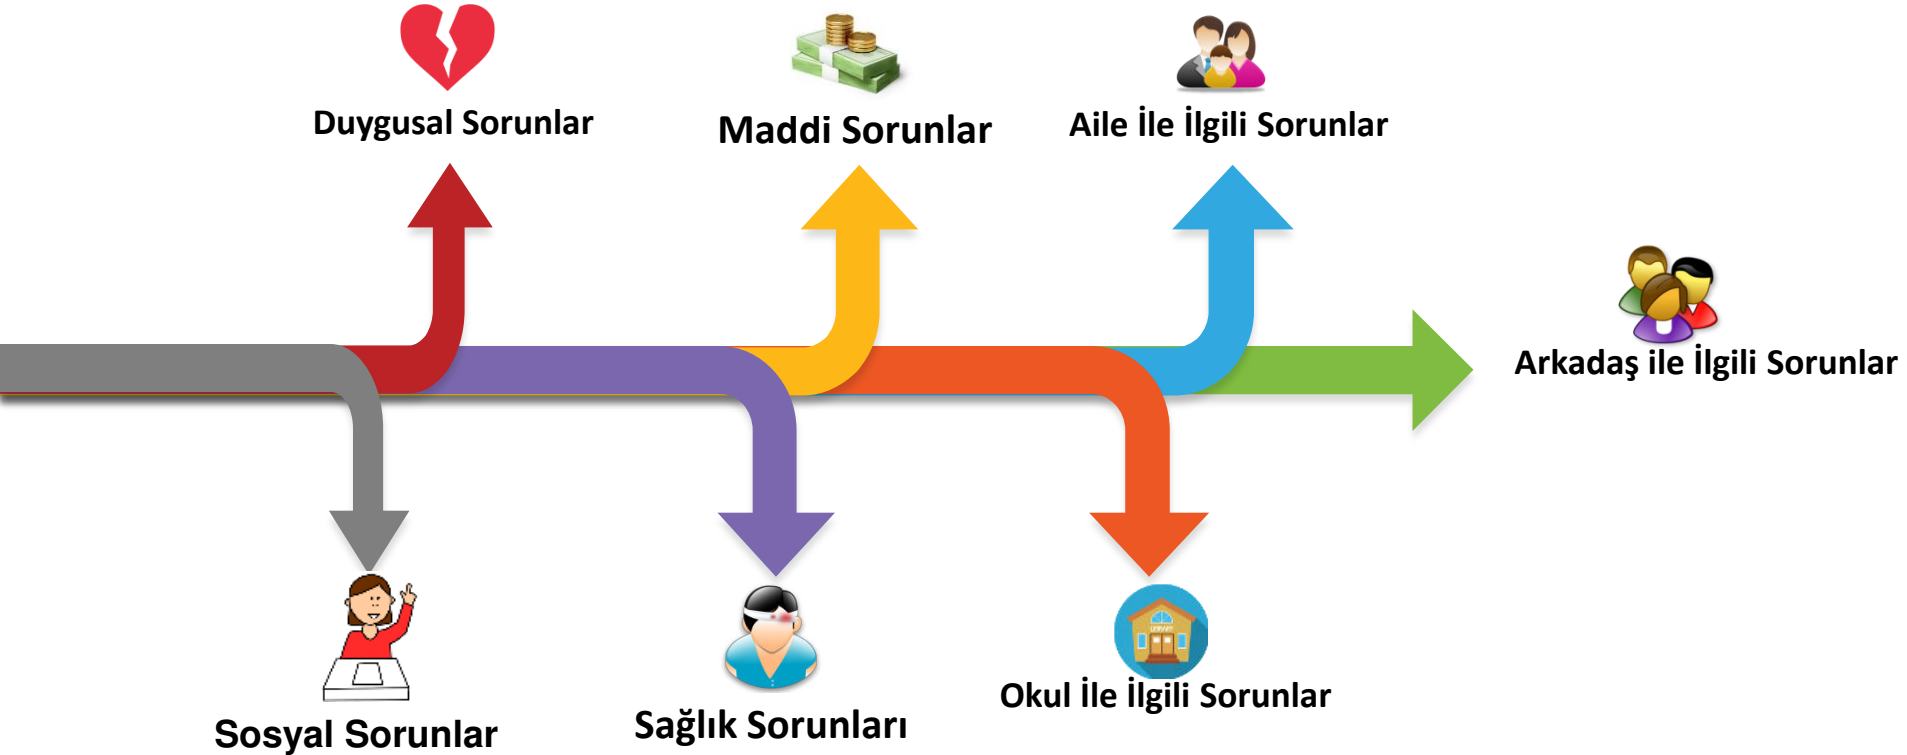 Duygusal Sorunlar
Maddi Sorunlar
Aile İle İlgili Sorunlar
Arkadaş ile İlgili Sorunlar
Sosyal Sorunlar
Sağlık Sorunları
Okul İle İlgili Sorunlar